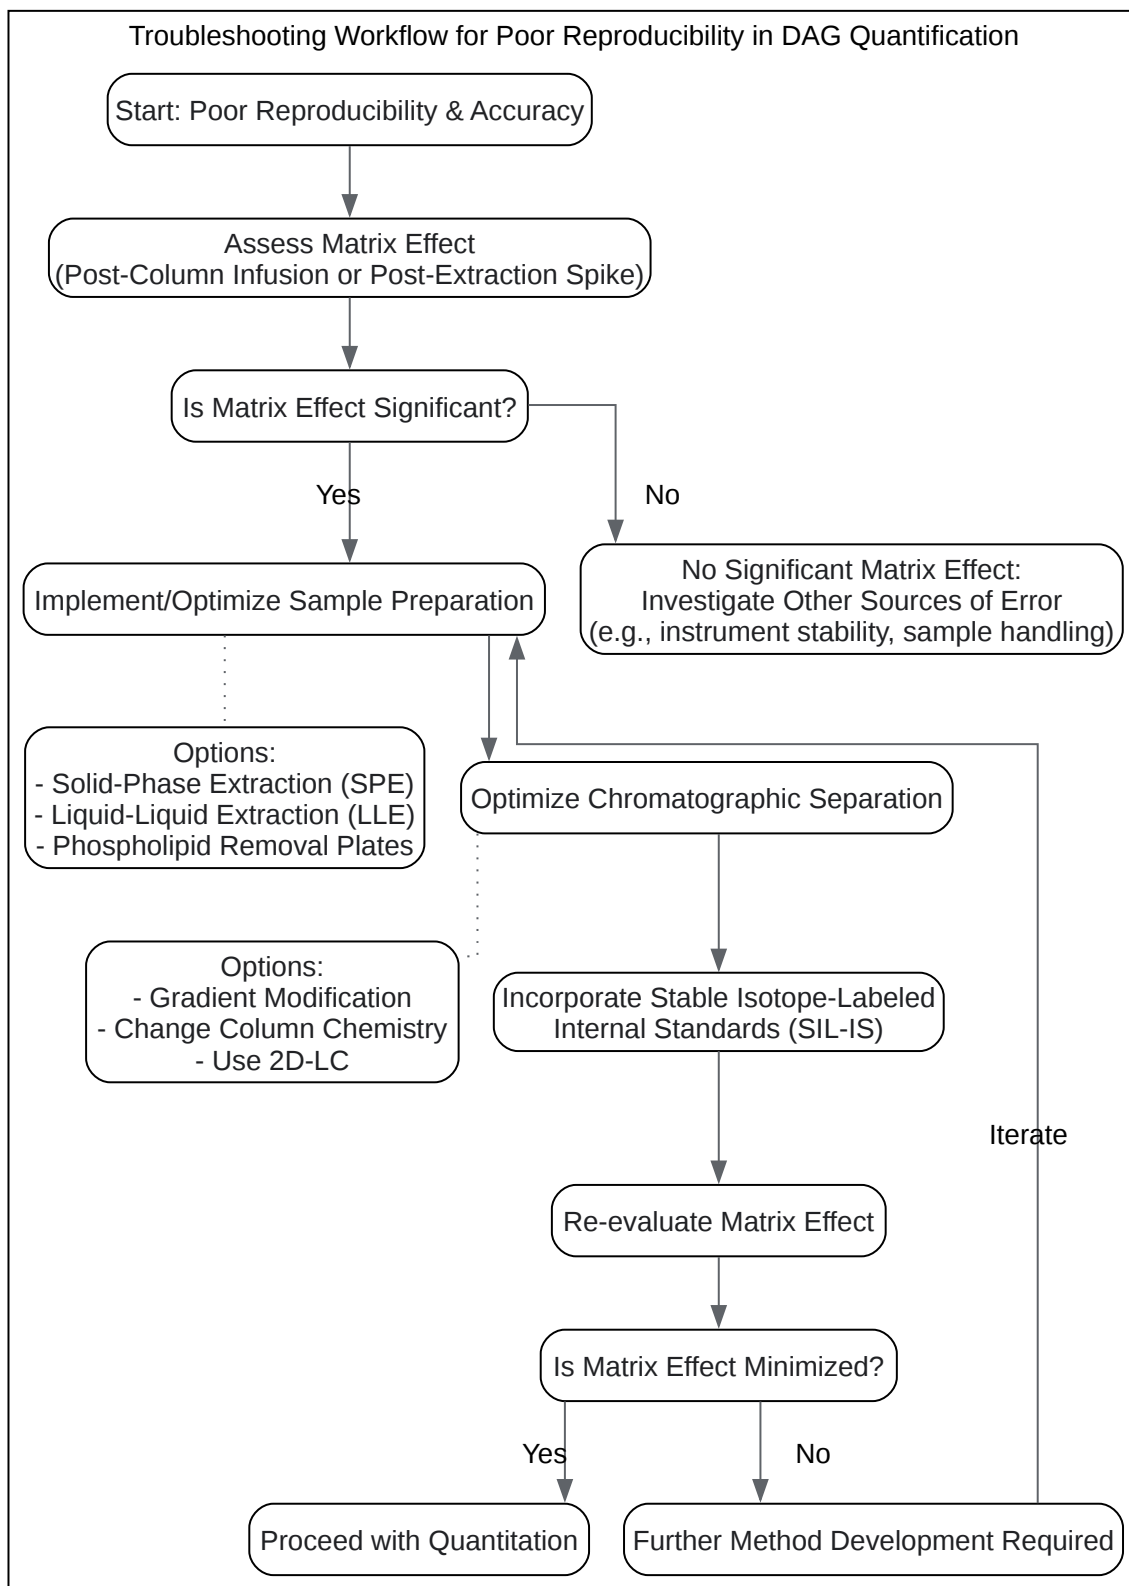 Troubleshooting Workflow for Poor Reproducibility in DAG Quantification
Start: Poor Reproducibility & Accuracy
Assess Matrix Effect
(Post-Column Infusion or Post-Extraction Spike)
Is Matrix Effect Significant?
Yes
No
No Significant Matrix Effect:
Investigate Other Sources of Error
(e.g., instrument stability, sample handling)
Implement/Optimize Sample Preparation
Options:
- Solid-Phase Extraction (SPE)
- Liquid-Liquid Extraction (LLE)
- Phospholipid Removal Plates
Optimize Chromatographic Separation
Options:
- Gradient Modification
- Change Column Chemistry
- Use 2D-LC
Incorporate Stable Isotope-Labeled
Internal Standards (SIL-IS)
Iterate
Re-evaluate Matrix Effect
Is Matrix Effect Minimized?
Yes
No
Proceed with Quantitation
Further Method Development Required